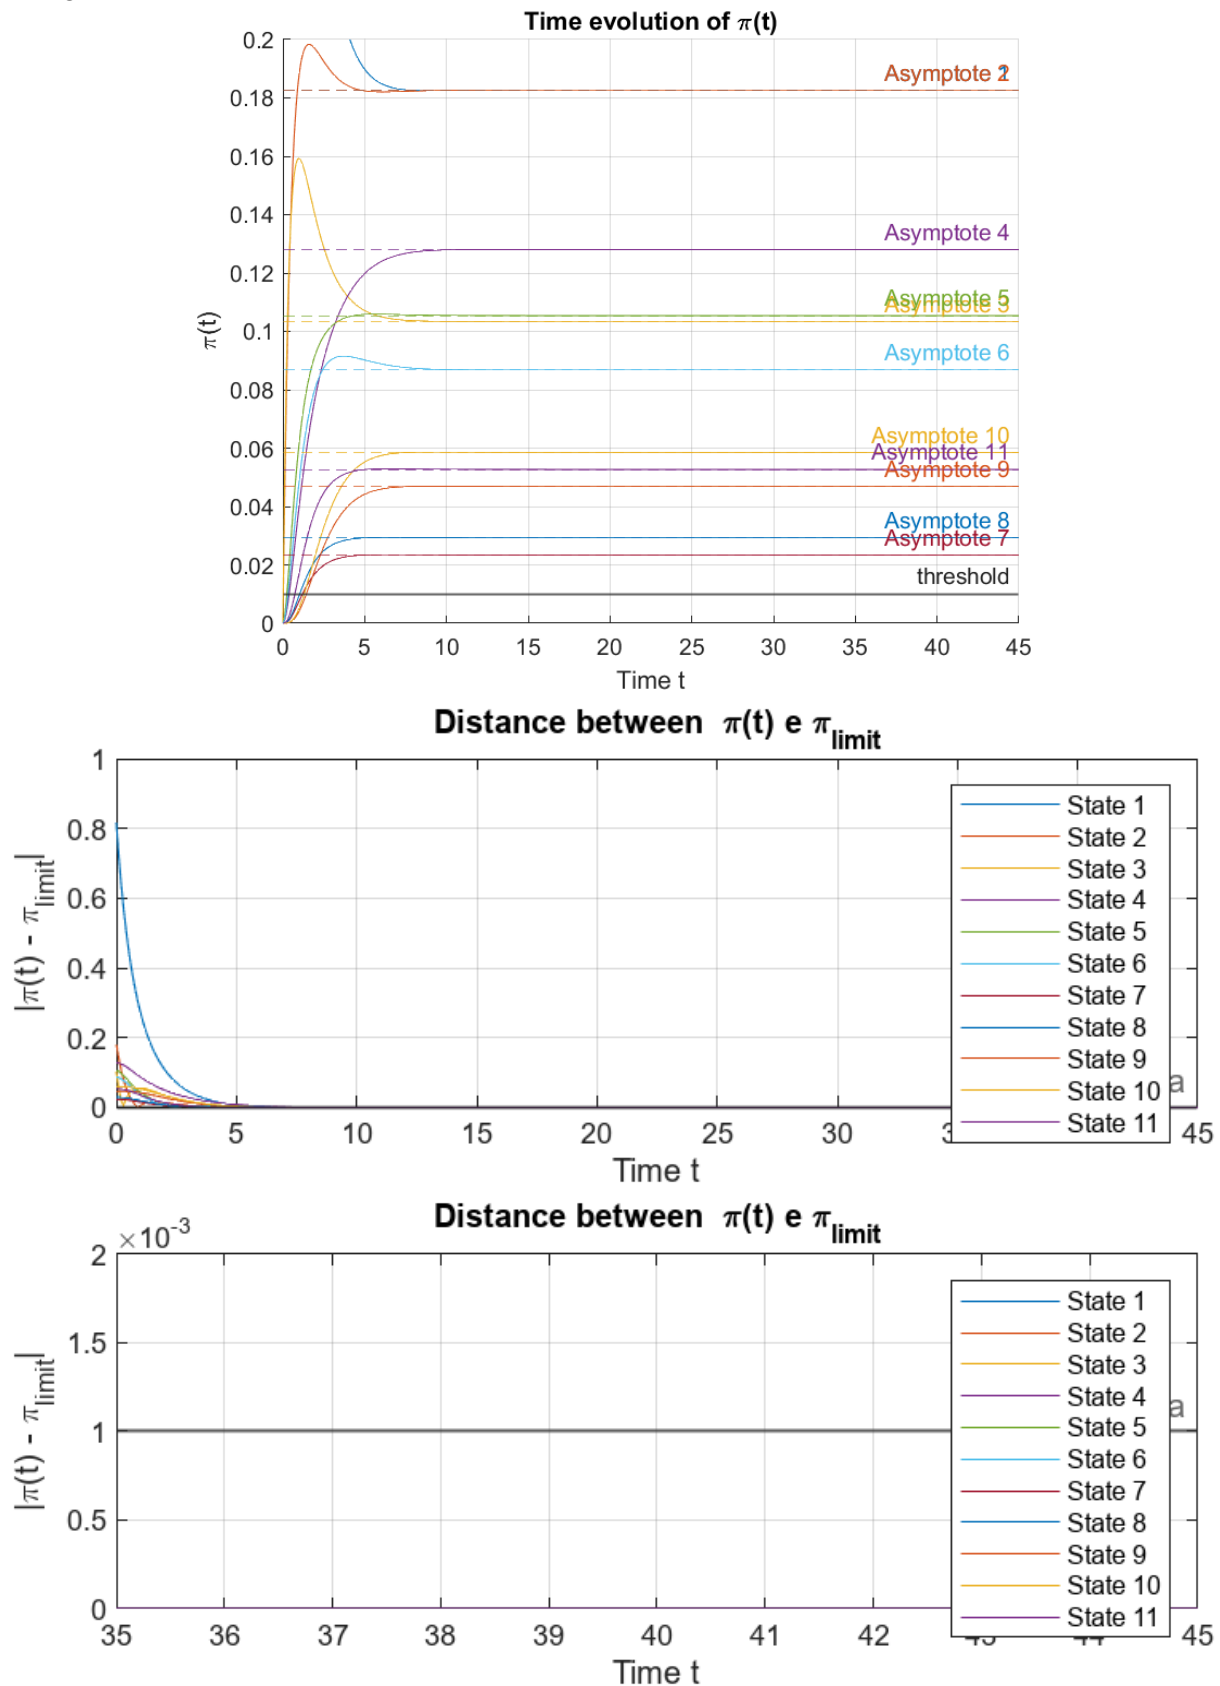 Time evolution of π(t)
0.2
0.18
0.16
0.14
0.12
0.1
0.08
0.06
0.04
0.02
0
π(t)
Asymptote 2
Asymptote 4
Asymptote 5
Asymptote 3
Asymptote 6
Asymptote 10
Asymptote 11
Asymptote 9
Asymptote 8
Asymptote 7
threshold
0 5 10 15 20 25 30 35 40 45
Time t
Distance between π(t) e π_limit
1
0.8
0.6
0.4
0.2
0
|π(t) - π_limit|
State 1
State 2
State 3
State 4
State 5
State 6
State 7
State 8
State 9
State 10
State 11
a
0 5 10 15 20 25 30 3 45
Time t
Distance between π(t) e π_limit
×10^-3
2
1.5
1
0.5
0
|π(t) - π_limit|
State 1
State 2
State 3
State 4
State 5
State 6
State 7
State 8
State 9
State 10
State 11
a
35 36 37 38 39 40 41 42 43 44 45
Time t